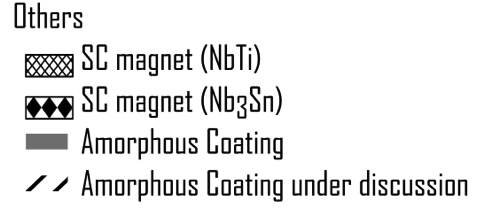 Others
SC magnet (NbTi)
SC magnet (Nb₃Sn)
Amorphous Coating
Amorphous Coating under discussion